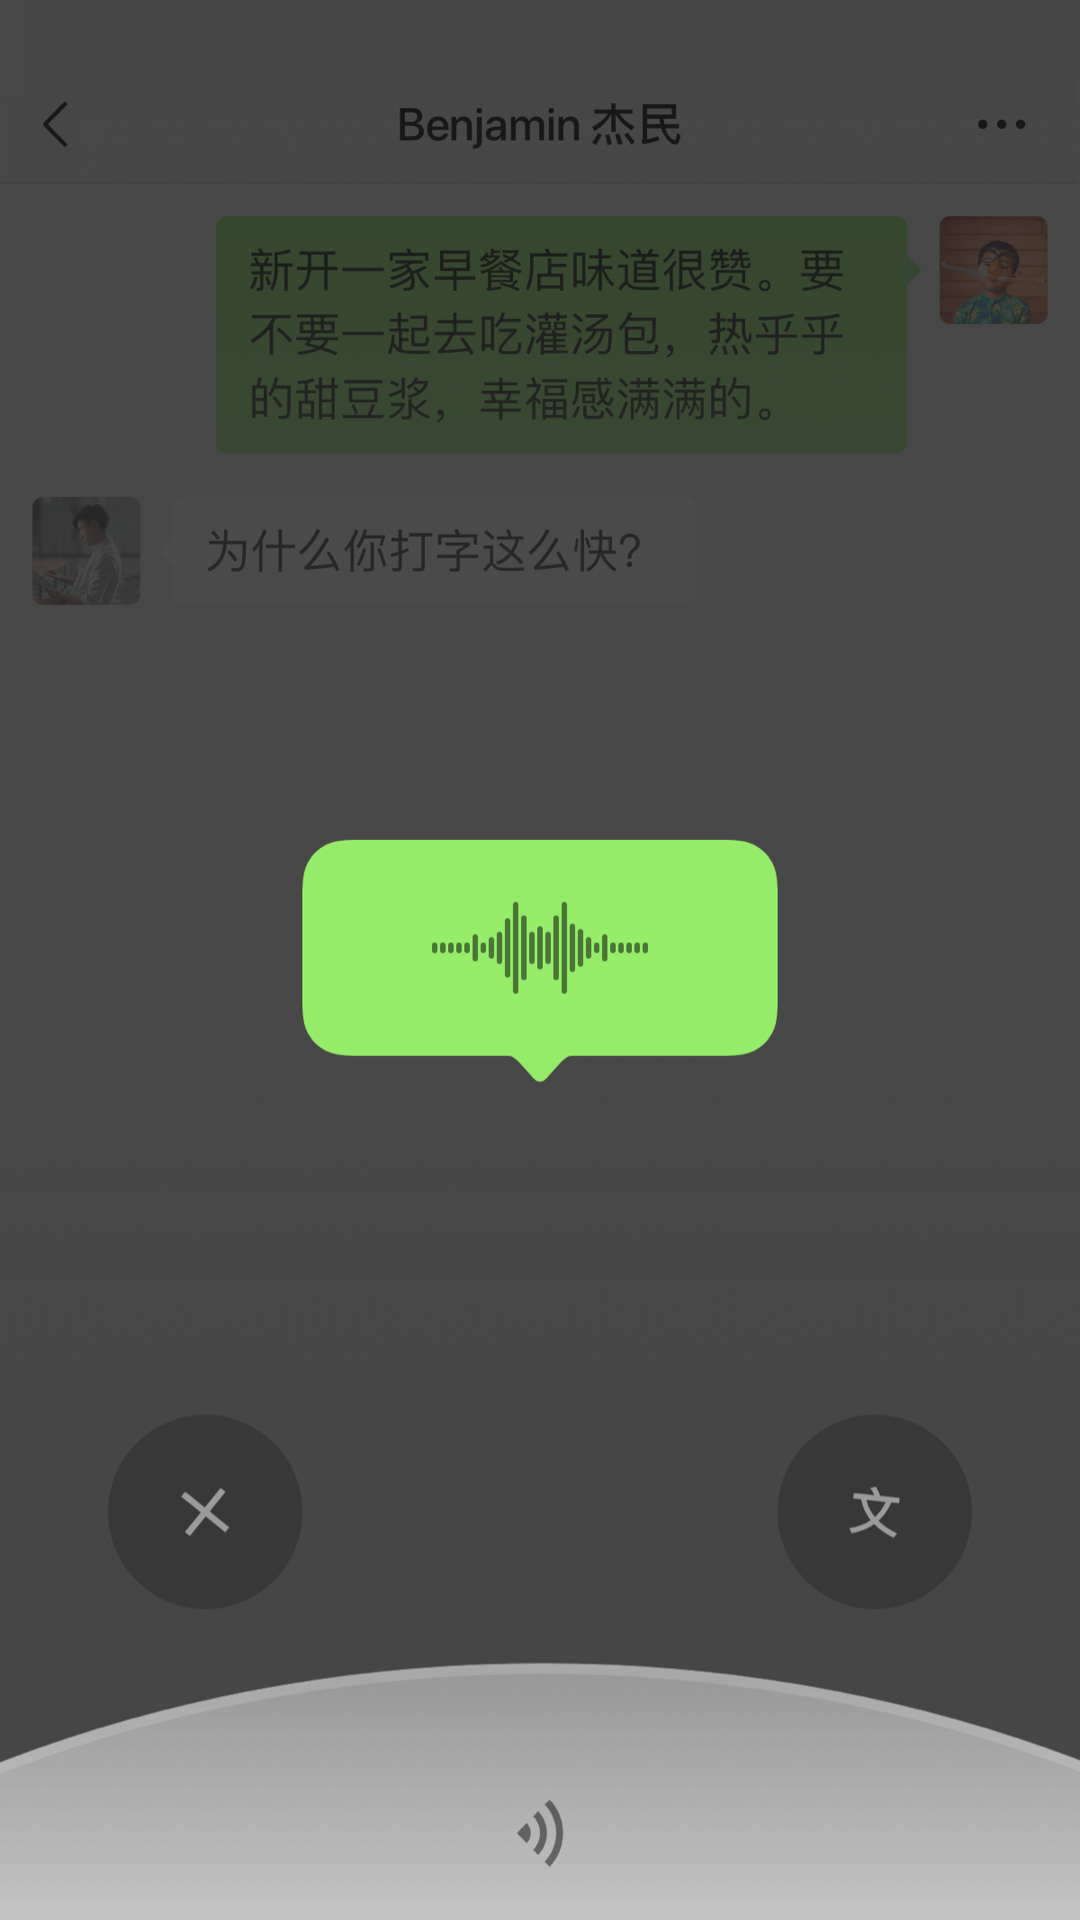 Benjamin 杰民
新开一家早餐店味道很赞。要
不要一起去吃灌汤包，热乎乎
的甜豆浆，幸福感满满的。
为什么你打字这么快?
文